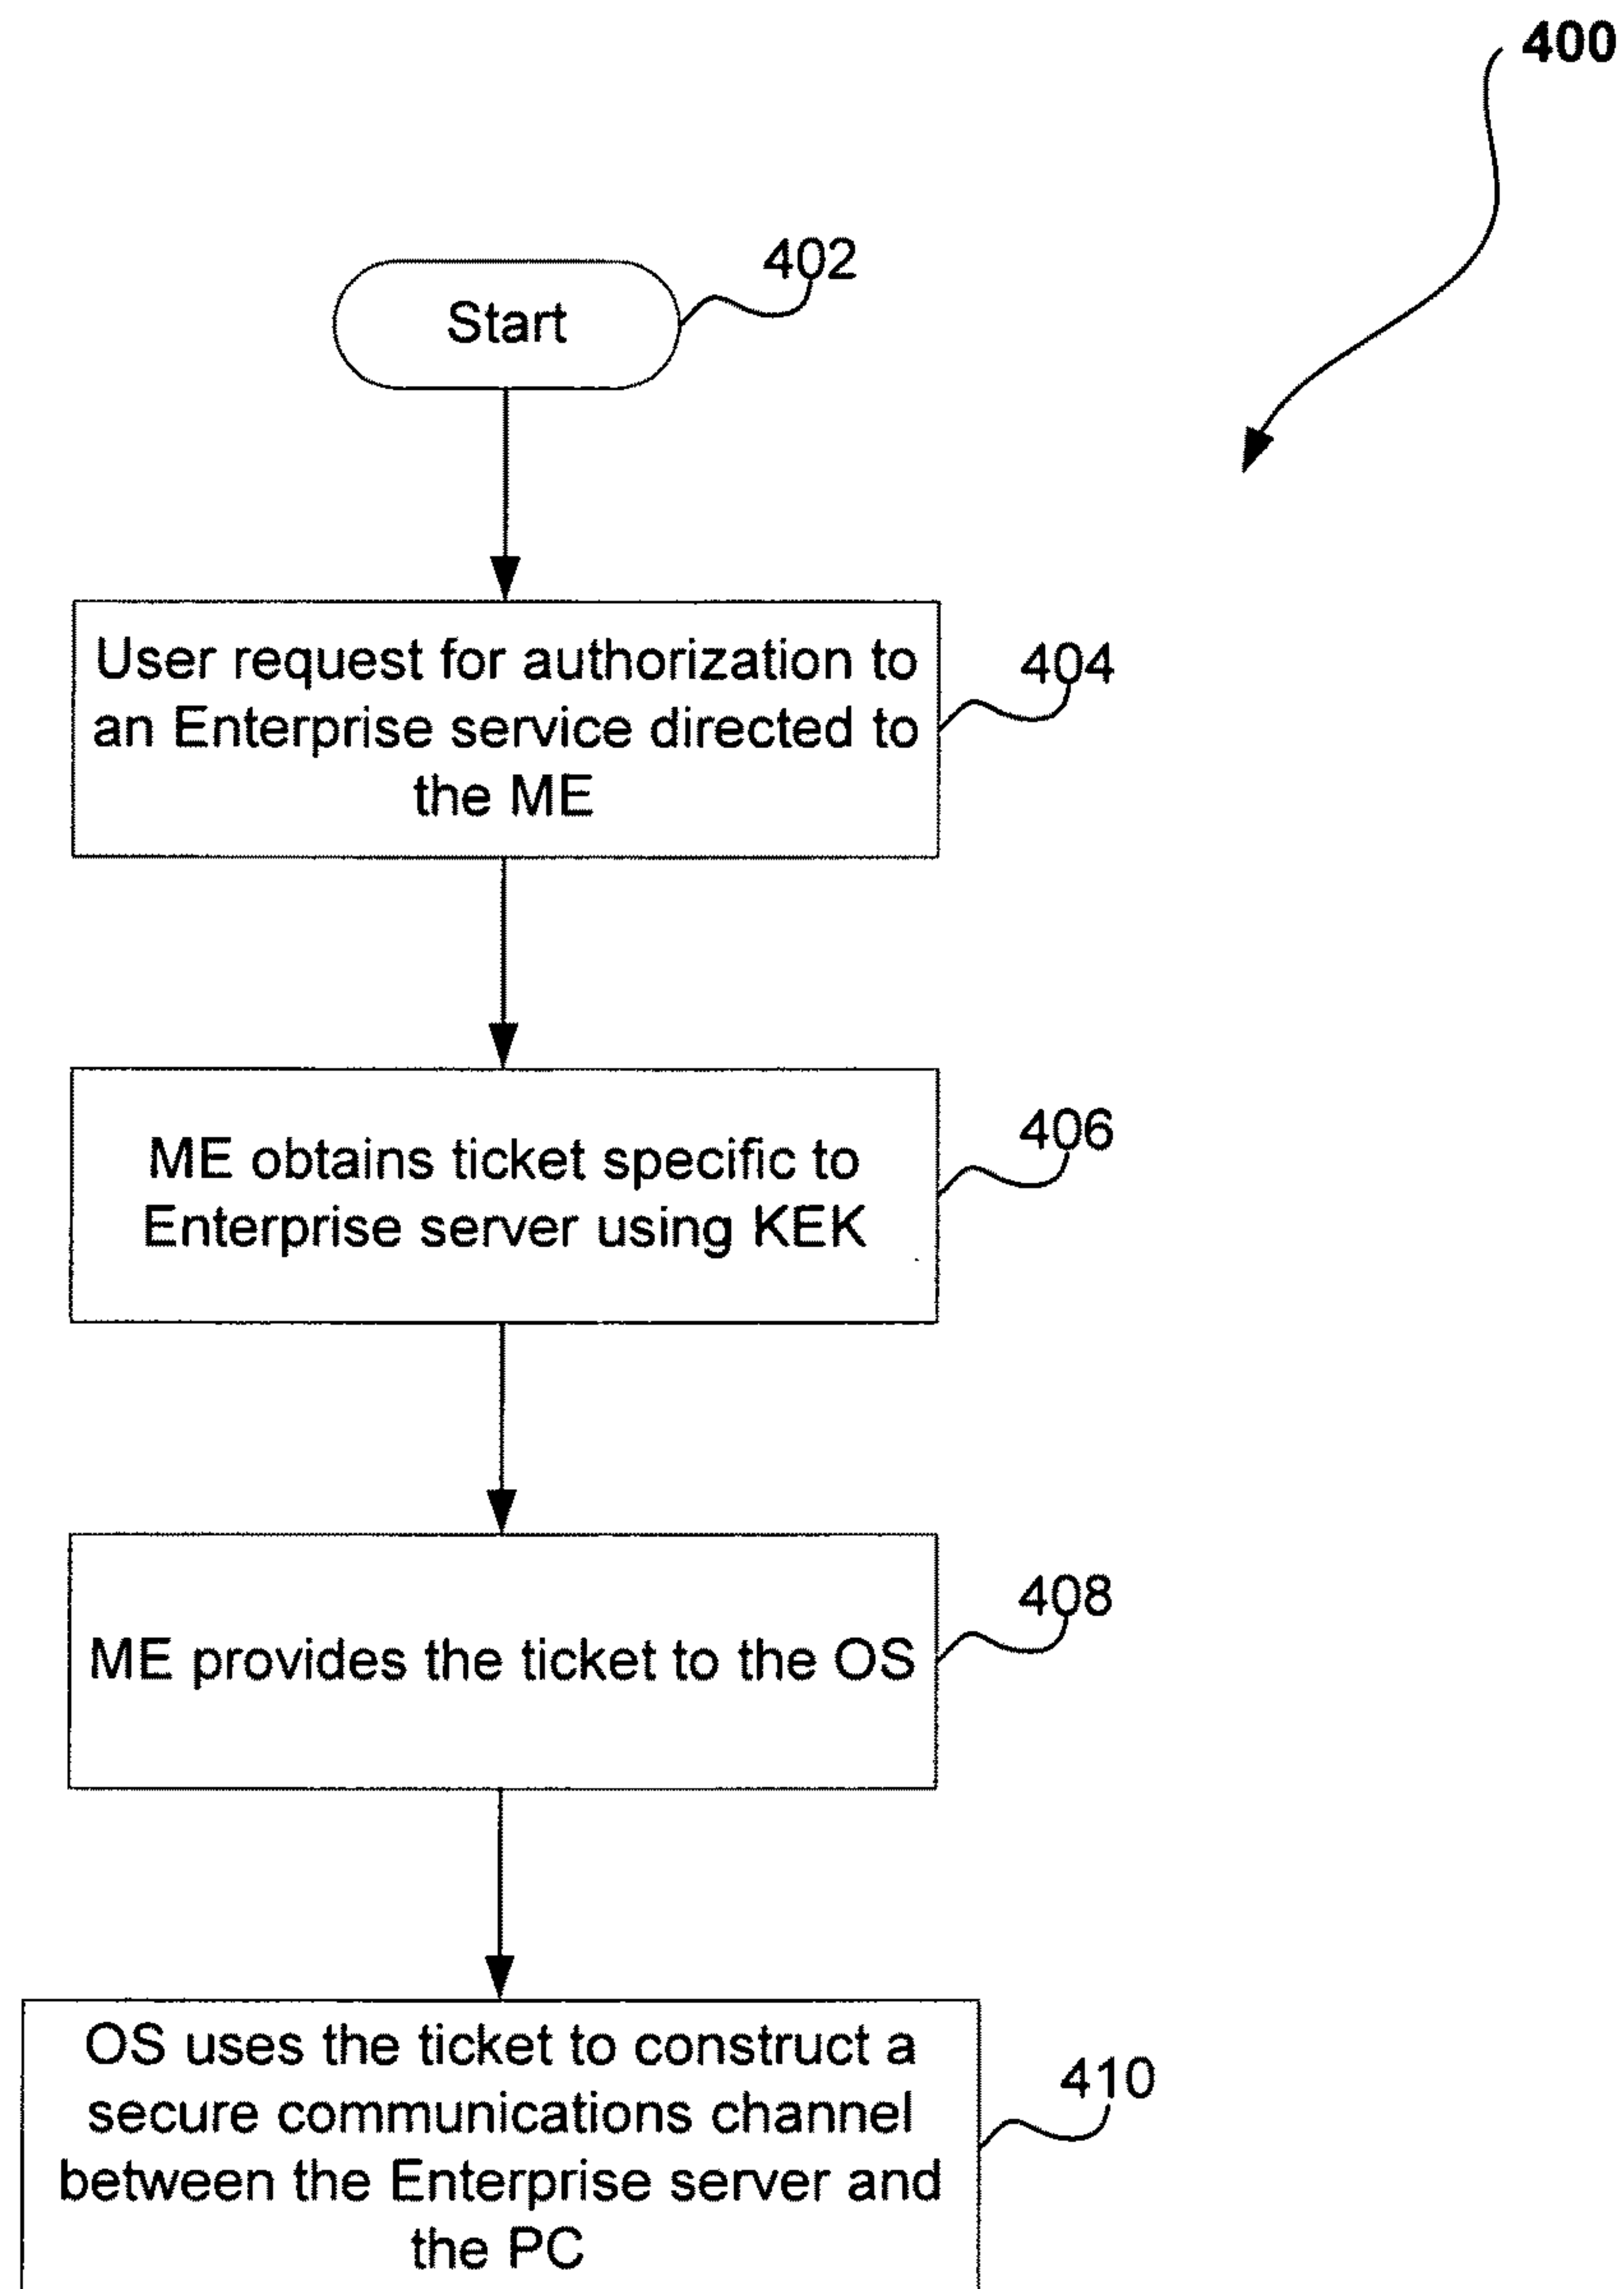 400
402
Start
User request for authorization to
an Enterprise service directed to
the ME
404
ME obtains ticket specific to
Enterprise server using KEK
406
ME provides the ticket to the OS
408
OS uses the ticket to construct a
secure communications channel
between the Enterprise server and
the PC
410